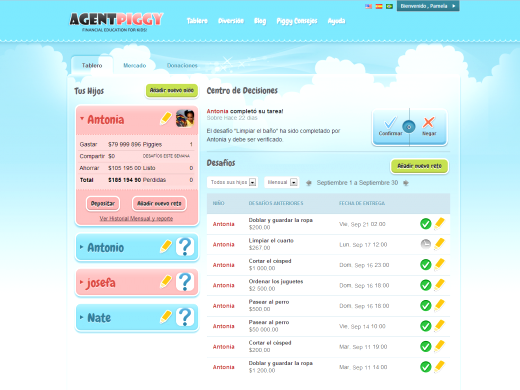 AGENTPIGGY
FINANCIAL EDUCATION FOR KIDS!
Tablero Diversión Blog Piggy Consejos Ayuda
Bienvenido , Pamela
Tablero Mercado Donaciones
Tus Hijos
Añadir nuevo niño
Antonia
Gastar $79 999 896 Piggies 1
Compartir $0 DESAFÍOS ESTE SEMANA
Ahorrar $105 195 00 Listo 0
Total $185 194 90 Perdidas 0
Depositar
Añadir nuevo reto
Ver Historial Mensual y reporte
Antonio ?
josefa ?
Nate ?
Centro de Decisiones
Antonia completó su tarea!
Sobre Hace 22 días
El desafío "Limpiar el baño" ha sido completado por
Antonia y debe ser verificado.
Confirmar
Negar
Desafíos
Añadir nuevo reto
Todos sus hijos Mensual Septiembre 1 a Septiembre 30
NIÑO DESAFÍOS ANTERIORES FECHA DE ENTREGA
Antonia Doblar y guardar la ropa Vie, Sep 21 02:00
$200.00
Antonia Limpiar el cuarto Lun, Sep 17 12:00
$267.00
Antonia Cortar el césped Dom, Sep 16 23:00
$1 000.00
Antonia Ordenar los juguetes Dom, Sep 16 18:00
$2 500.00
Antonia Pasear al perro Dom, Sep 16 18:00
$500.00
Antonia Pasear al perro Vie, Sep 14 10:00
$50 000.00
Antonia Cortar el césped Mar, Sep 11 19:00
$200.00
Antonia Doblar y guardar la ropa Mar, Sep 11 14:00
$1 200.00